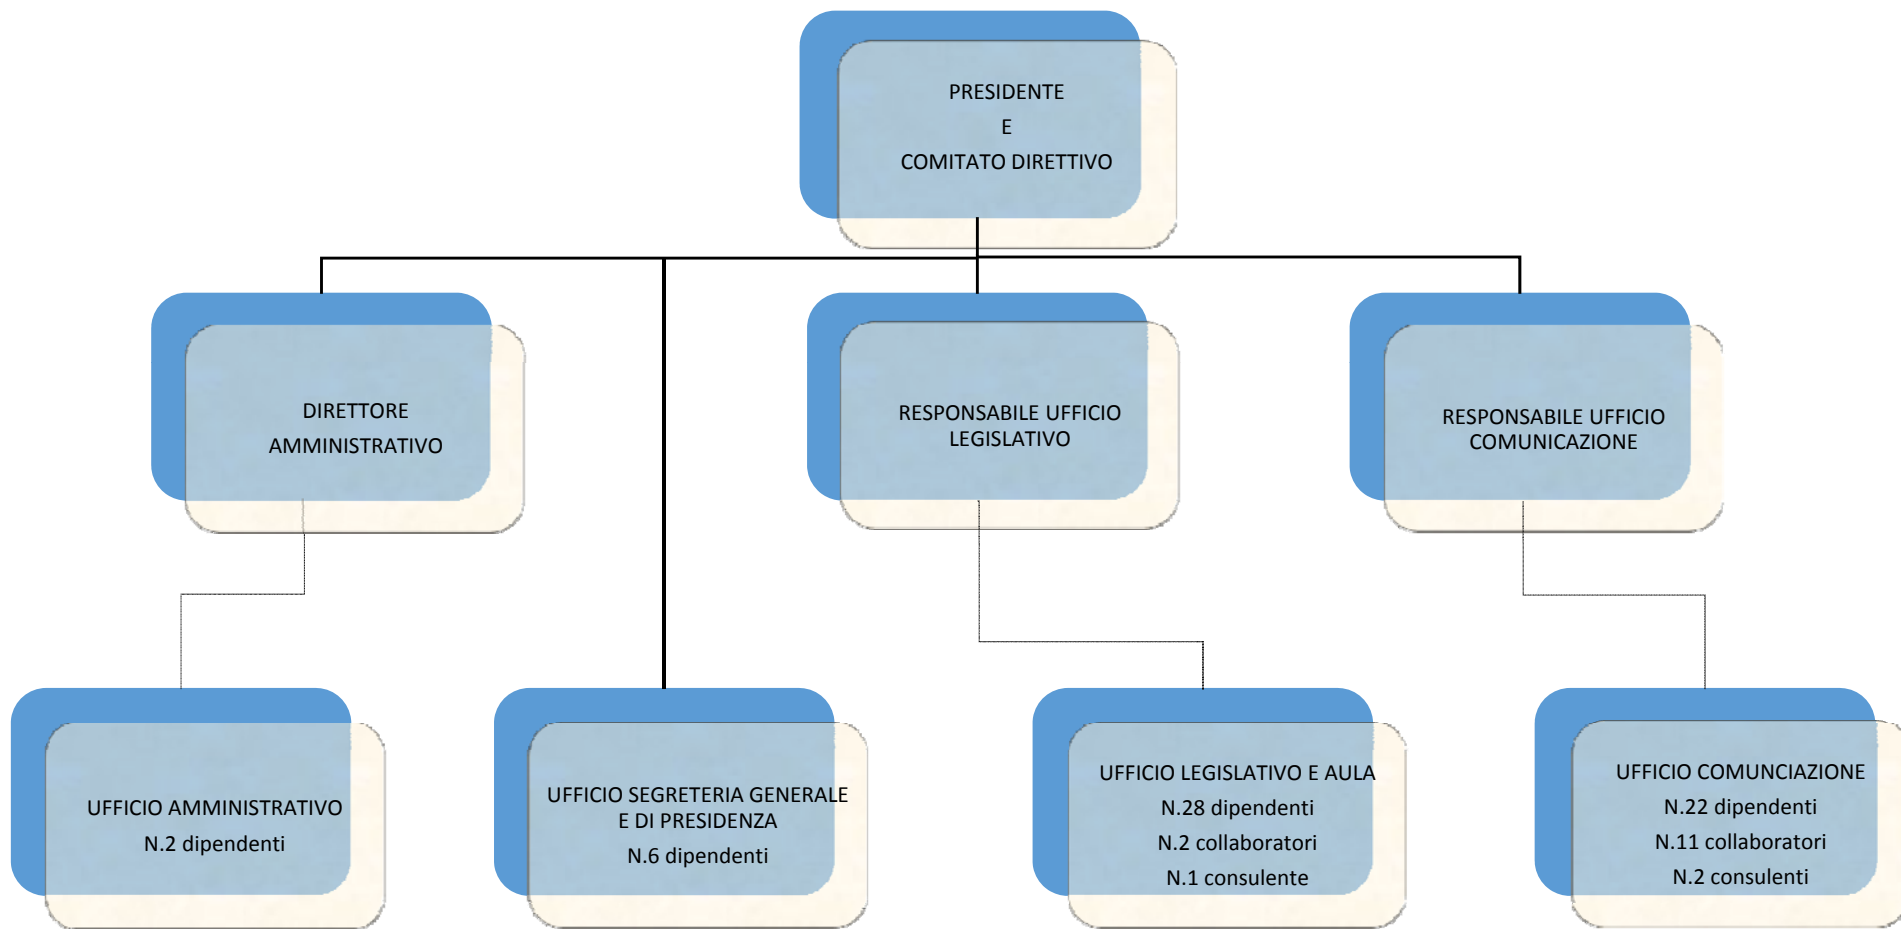 PRESIDENTE
E
COMITATO DIRETTIVO
DIRETTORE
AMMINISTRATIVO
RESPONSABILE UFFICIO
LEGISLATIVO
RESPONSABILE UFFICIO
COMUNICAZIONE
UFFICIO AMMINISTRATIVO
N.2 dipendenti
UFFICIO SEGRETERIA GENERALE
E DI PRESIDENZA
N.6 dipendenti
UFFICIO LEGISLATIVO E AULA
N.28 dipendenti
N.2 collaboratori
N.1 consulente
UFFICIO COMUNCIAZIONE
N.22 dipendenti
N.11 collaboratori
N.2 consulenti